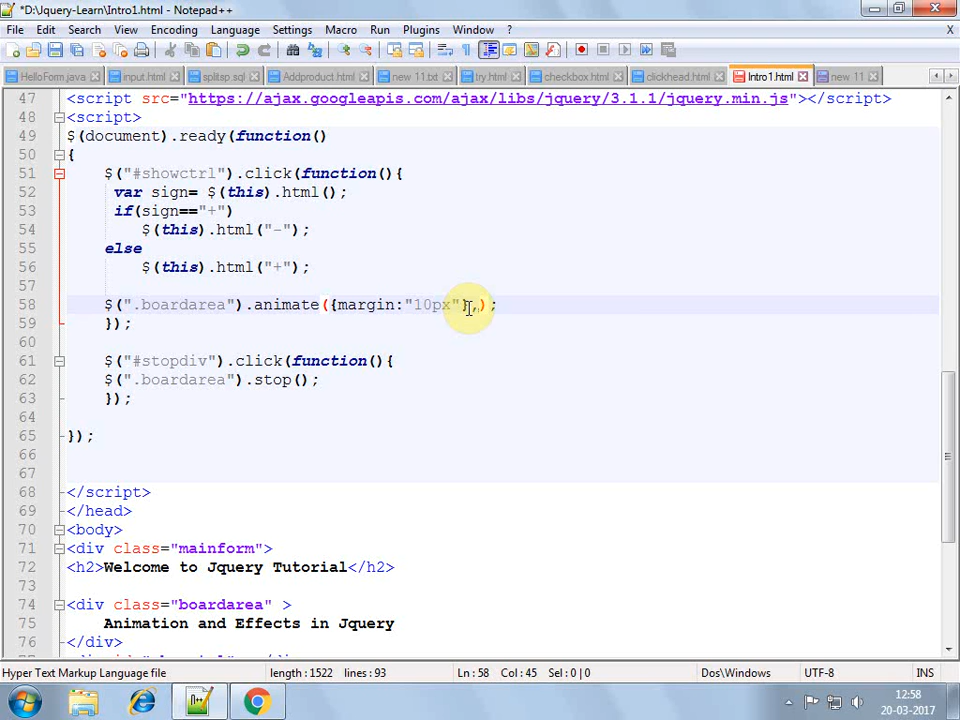 *D:\Jquery-Learn\Intro1.html - Notepad++
File Edit Search View Encoding Language Settings Macro Run Plugins Window ? X
HelloForm.java input.html splitsp.sql Addproduct.html new 11.txt try.html checkbox.html clickhead.html Intro1.html new 11
47 <script src="https://ajax.googleapis.com/ajax/libs/jquery/3.1.1/jquery.min.js"></script>
48 <script>
49 $(document).ready(function()
50 {
51 $("#showctrl").click(function(){
52 var sign= $(this).html();
53 if(sign=="+")
54 $(this).html("-");
55 else
56 $(this).html("+");
57
58 $(".boardarea").animate({margin:"10px"},);
59 });
60
61 $("#stopdiv").click(function(){
62 $(".boardarea").stop();
63 });
64
65 });
66
67
68 </script>
69 </head>
70 <body>
71 <div class="mainform">
72 <h2>Welcome to Jquery Tutorial</h2>
73
74 <div class="boardarea" >
75 Animation and Effects in Jquery
76 </div>
Hyper Text Markup Language file length : 1522 lines : 93 Ln : 58 Col : 45 Sel : 0 | 0 Dos\Windows UTF-8 INS
12:58
20-03-2017